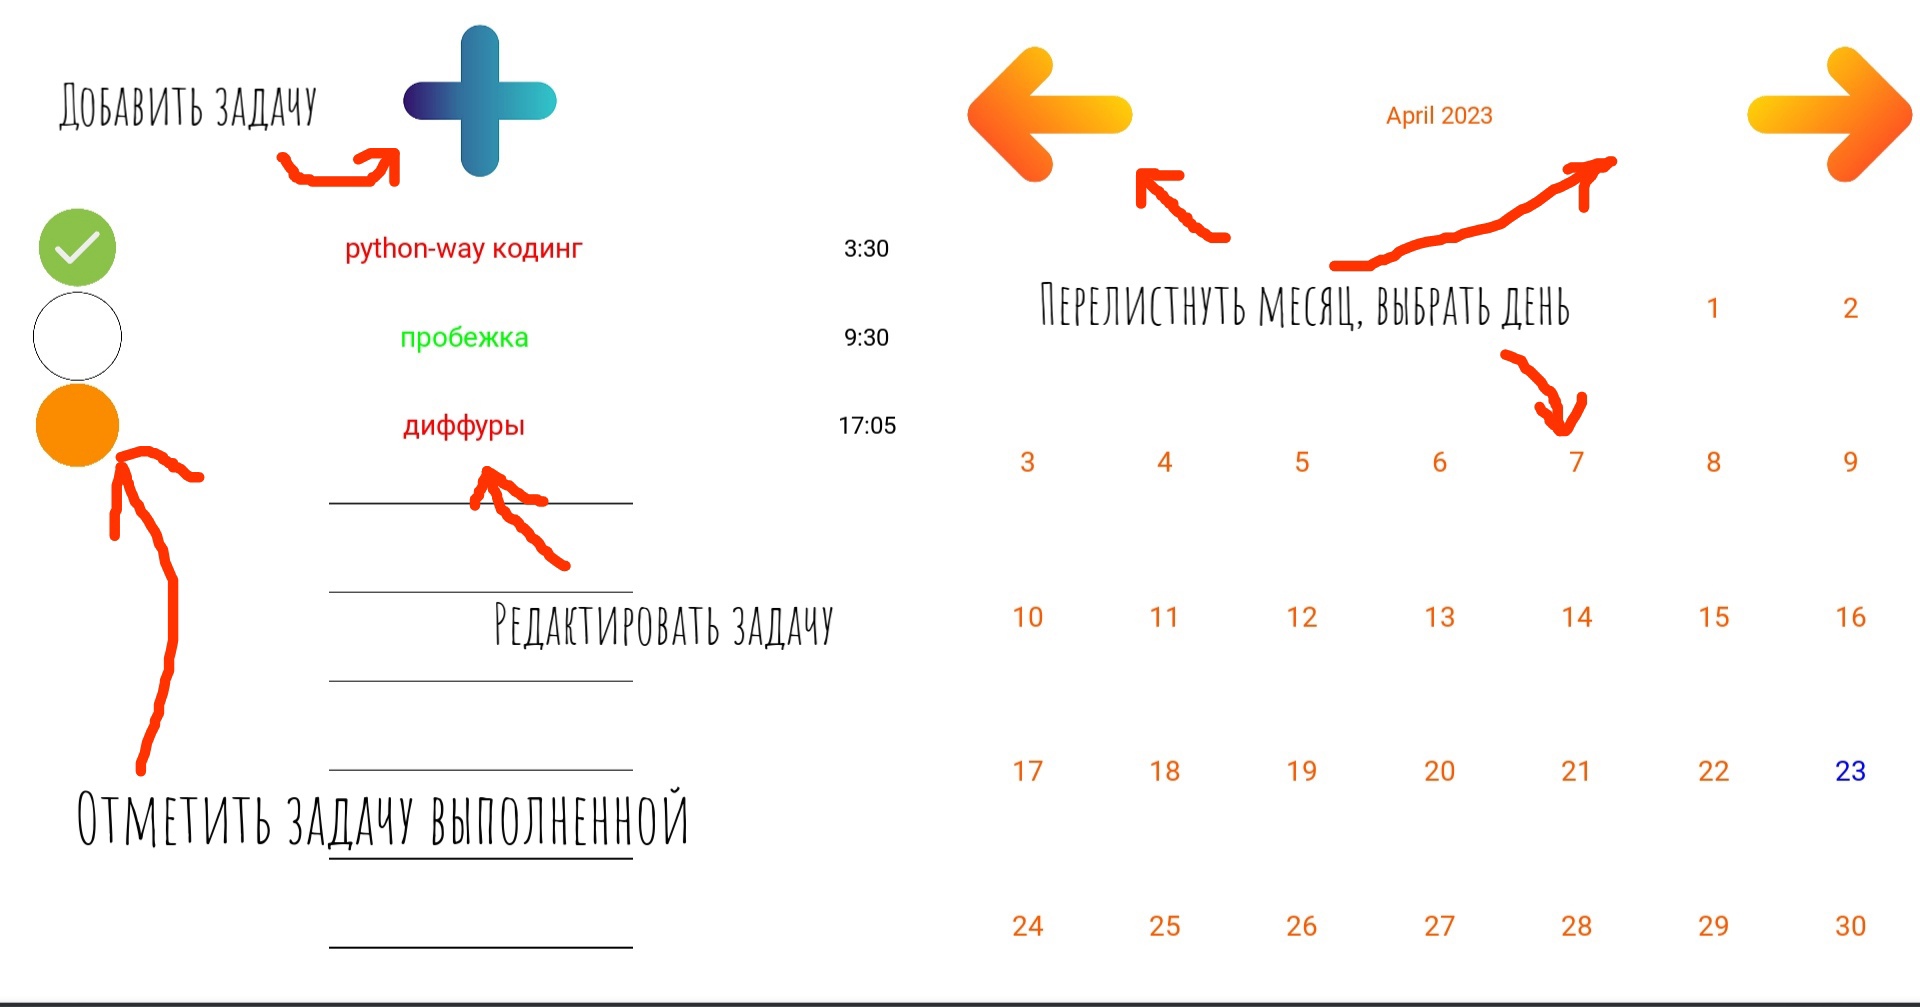 Добавить задачу
python-way кодинг 3:30
пробежка 9:30
диффуры 17:05
Редактировать задачу
Отметить задачу выполненной
April 2023
Перелистнуть месяц, выбрать день
1 2
3 4 5 6 7 8 9
10 11 12 13 14 15 16
17 18 19 20 21 22 23
24 25 26 27 28 29 30